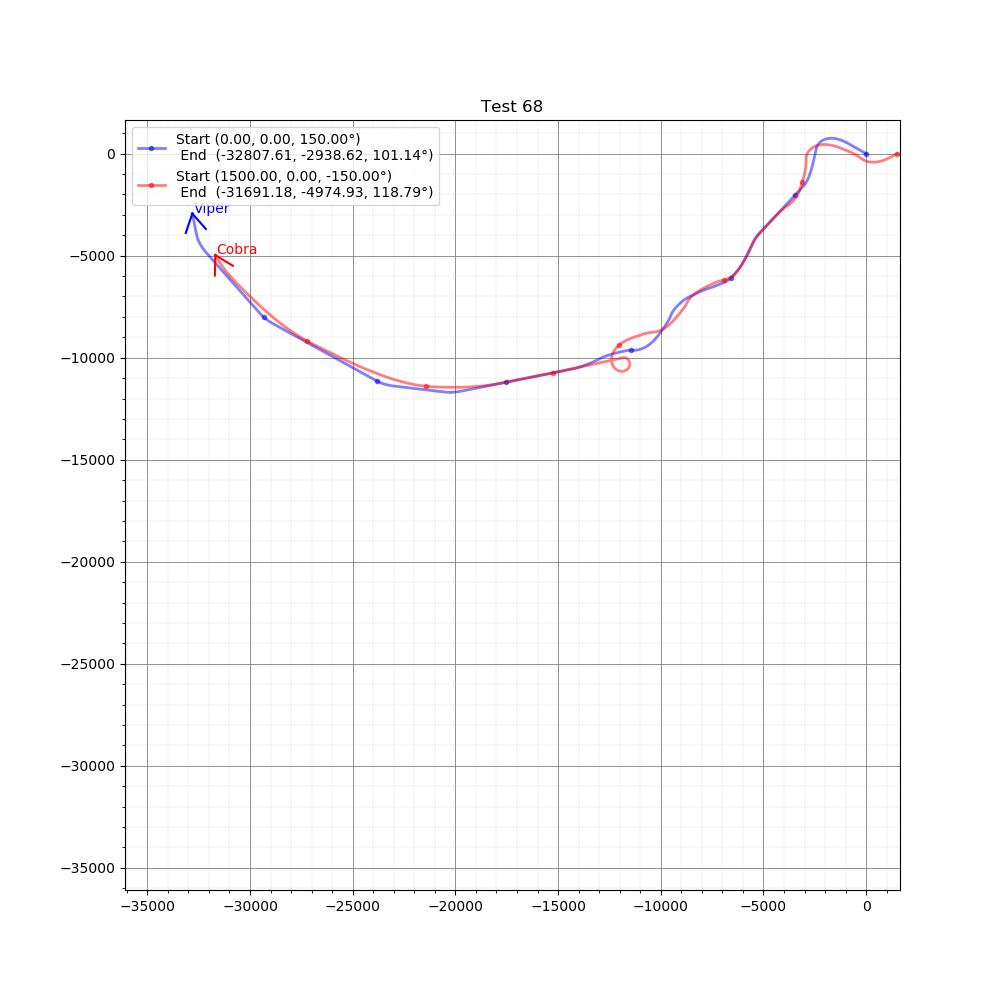 Test 68
Start (0.00, 0.00, 150.00°)
End (-32807.61, -2938.62, 101.14°)
Start (1500.00, 0.00, -150.00°)
End (-31691.18, -4974.93, 118.79°)
Viper
Cobra
0
−5000
−10000
−15000
−20000
−25000
−30000
−35000
−35000 −30000 −25000 −20000 −15000 −10000 −5000 0